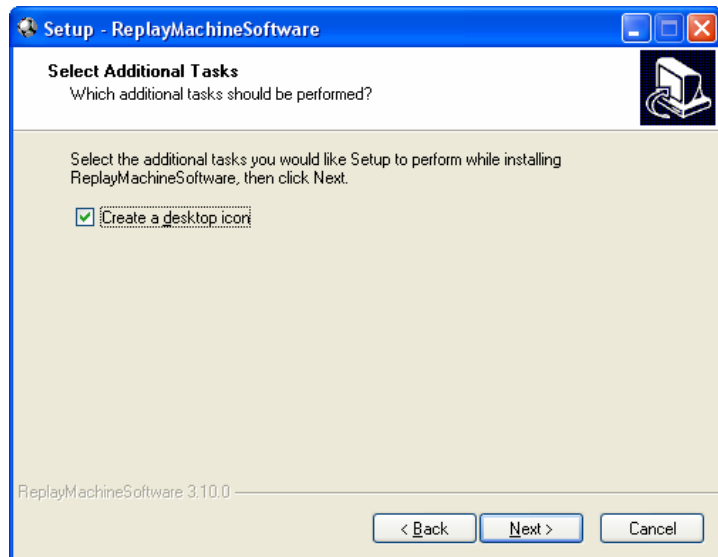 Setup - ReplayMachineSoftware
Select Additional Tasks
Which additional tasks should be performed?
Select the additional tasks you would like Setup to perform while installing
ReplayMachineSoftware, then click Next.
Create a desktop icon
ReplayMachineSoftware 3.10.0
< Back Next > Cancel